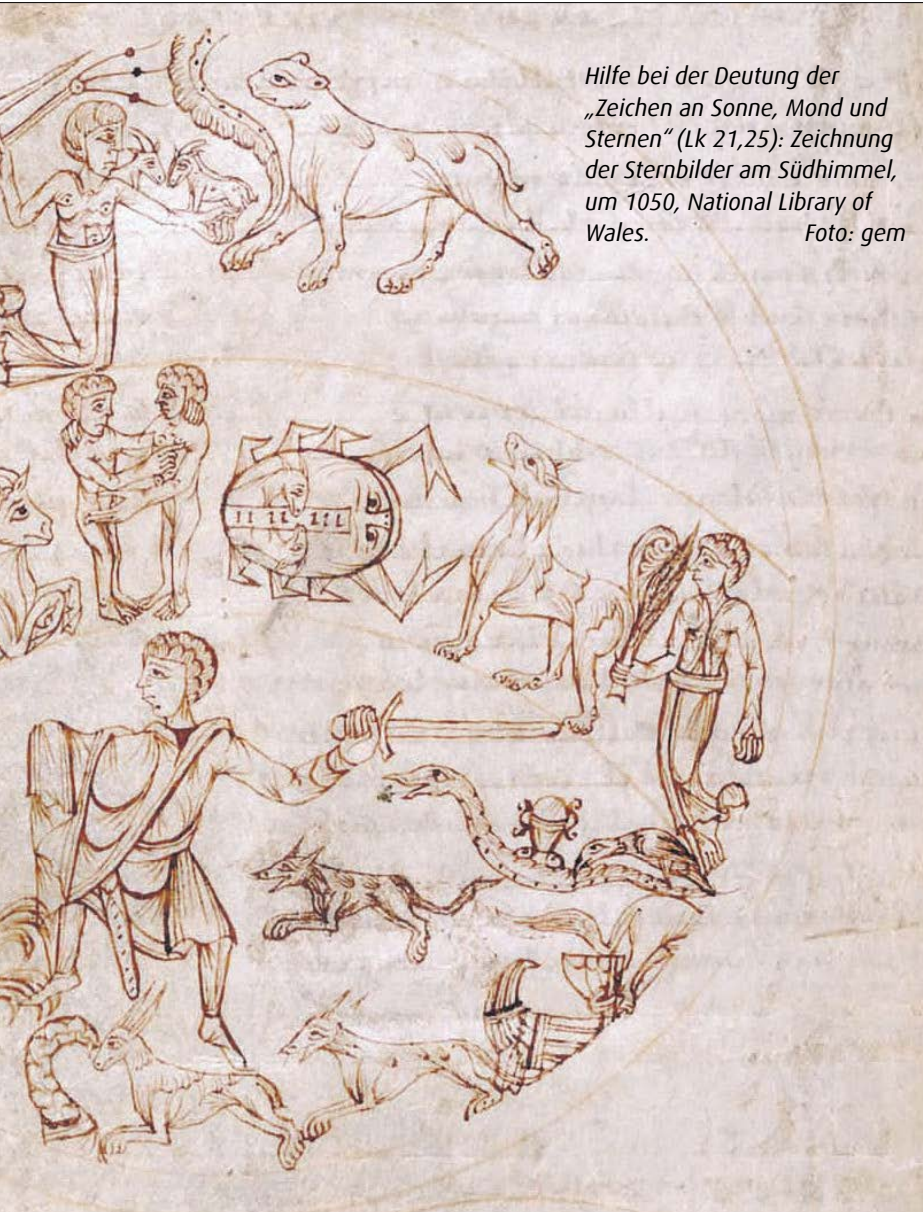 Hilfe bei der Deutung der
„Zeichen an Sonne, Mond und
Sternen“ (Lk 21,25): Zeichnung
der Sternbilder am Südhimmel,
um 1050, National Library of
Wales. Foto: gem